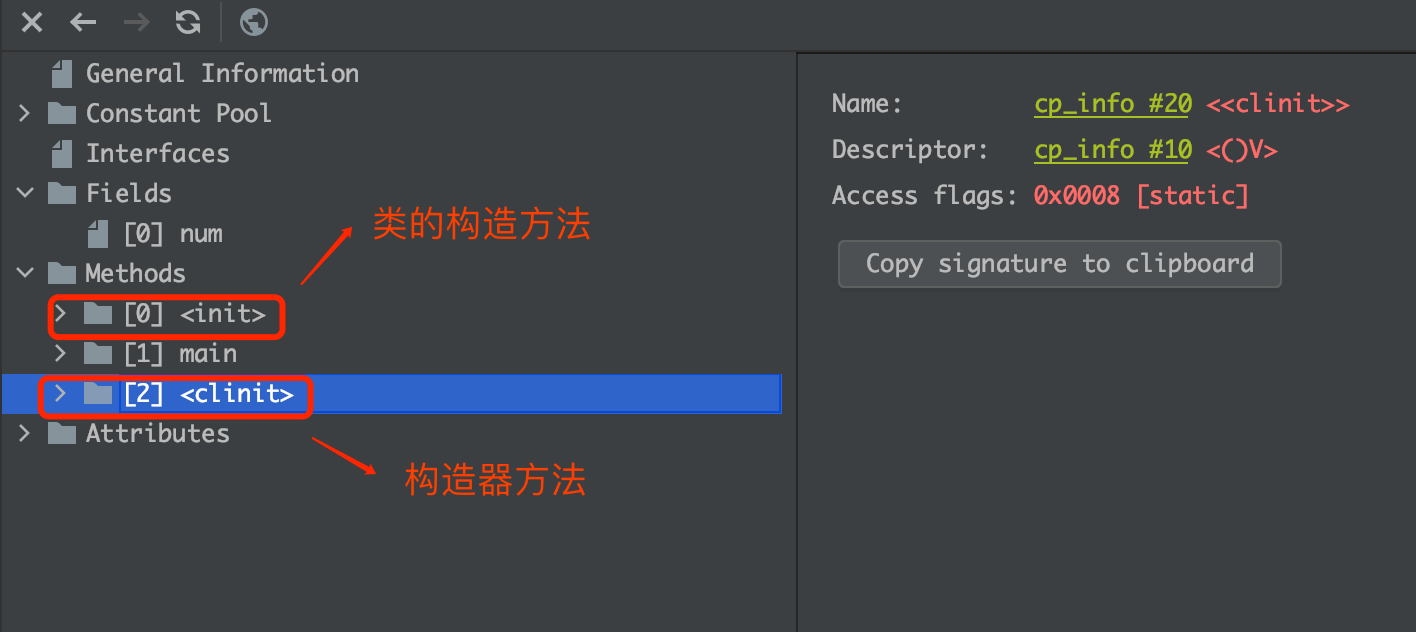 General Information
Constant Pool
Interfaces
Fields
[0] num
Methods
[0] <init>
[1] main
[2] <clinit>
Attributes
类的构造方法
构造器方法
Name: cp_info #20 <<clinit>>
Descriptor: cp_info #10 <()V>
Access flags: 0x0008 [static]
Copy signature to clipboard